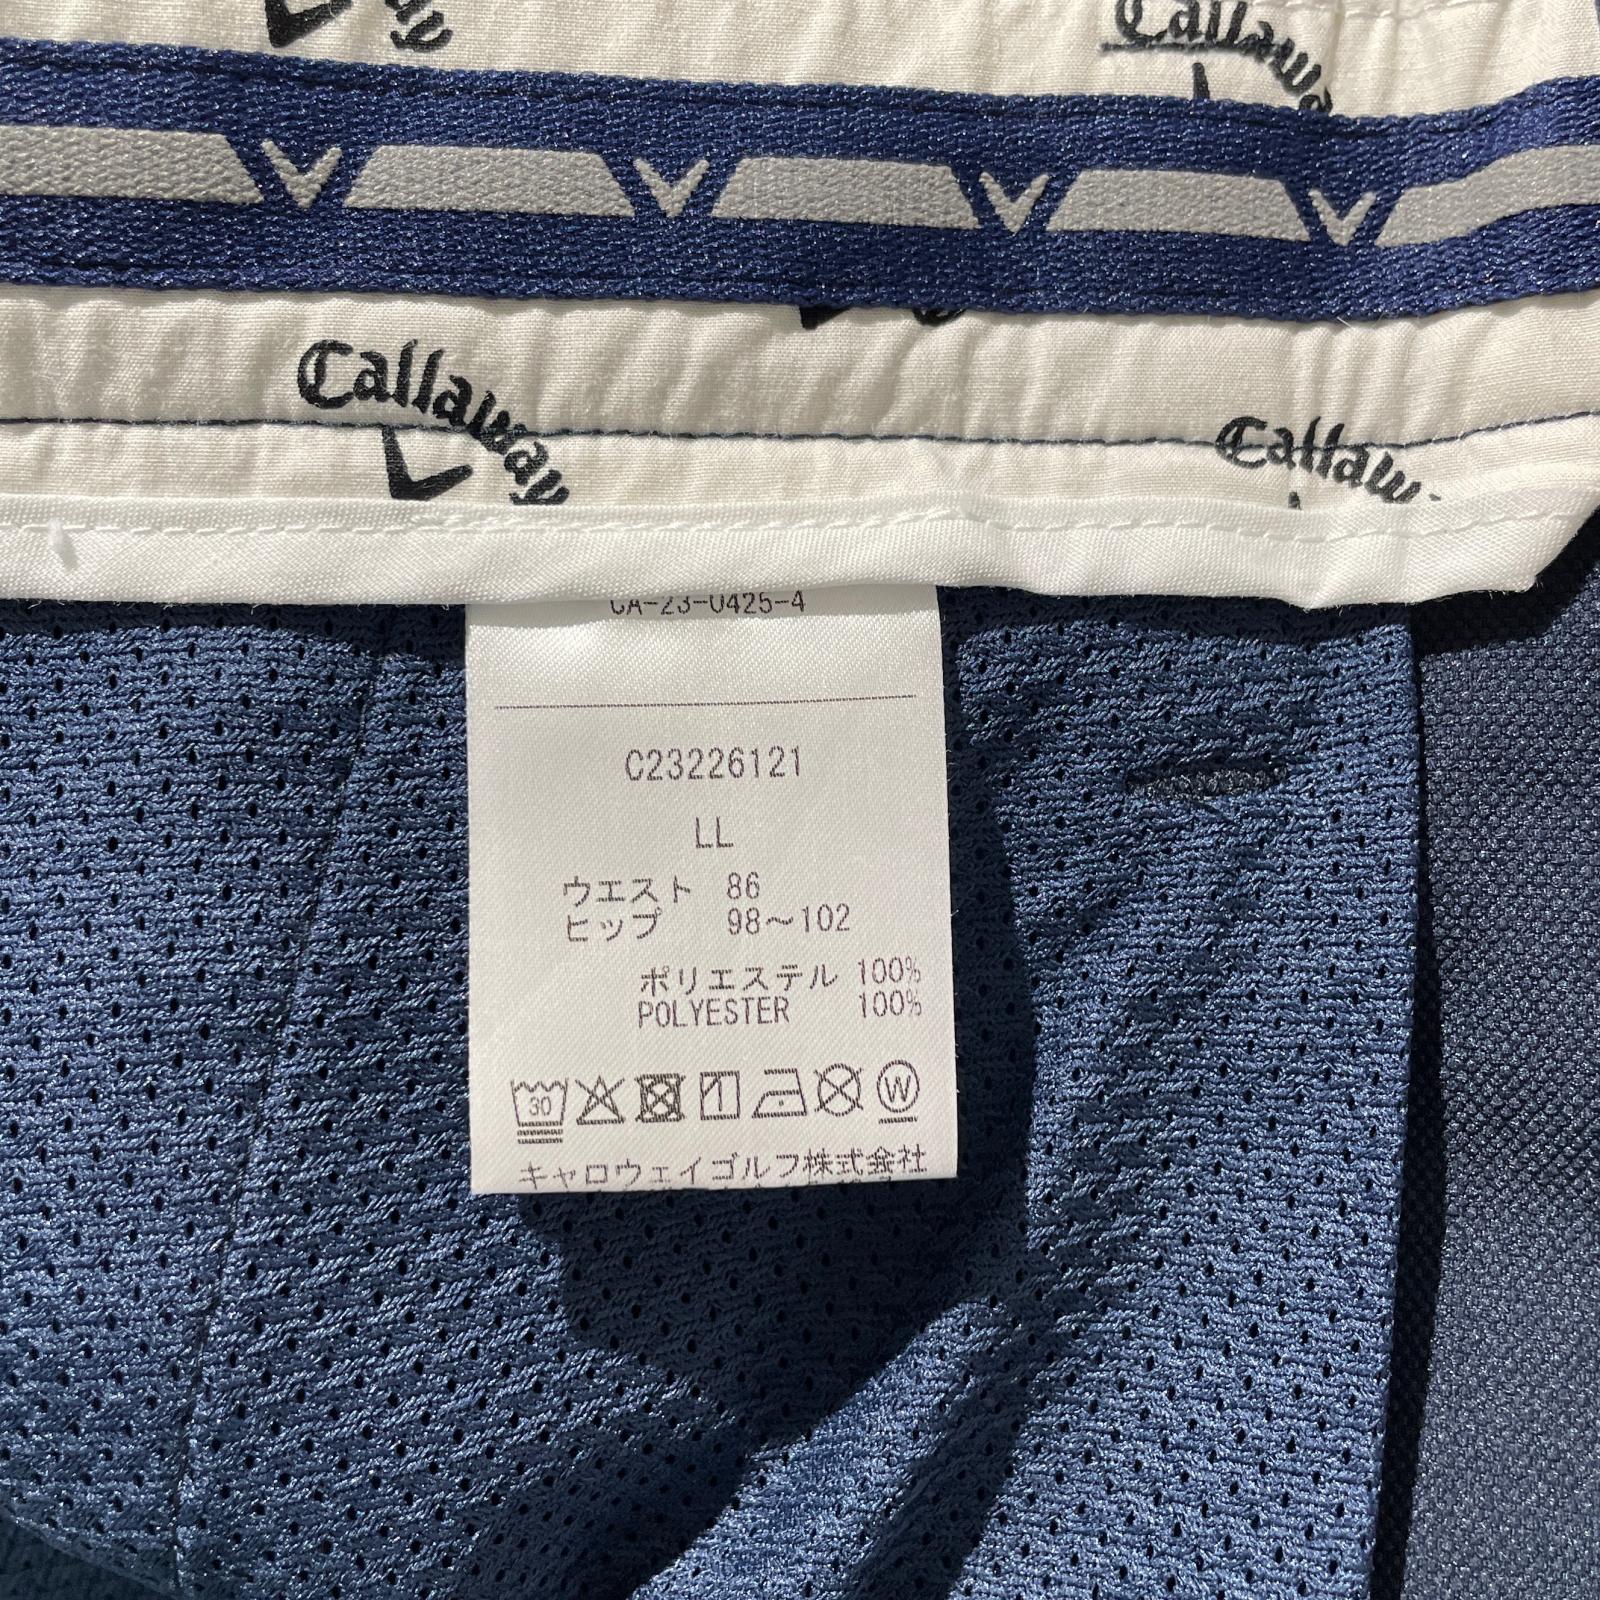 Callaway
Callaway
CA-23-0425-4
C23226121
LL
ウエスト 86
ヒップ 98～102
ポリエステル 100%
POLYESTER 100%
30
W
キャロウェイゴルフ株式会社